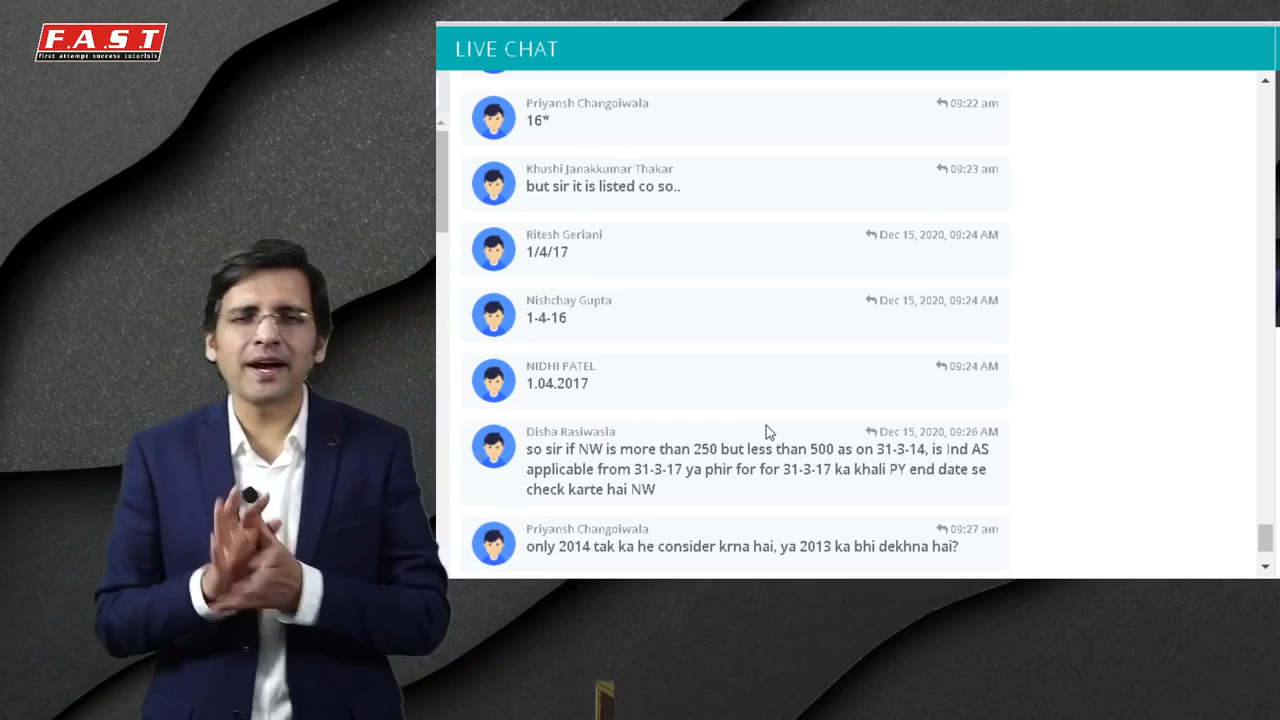 F.A.S.T
first attempt success tutorials
LIVE CHAT
Priyansh Changoiwala
09:22 am
16*
Khushi Janakkumar Thakar
09:23 am
but sir it is listed co so..
Ritesh Geriani
Dec 15, 2020, 09:24 AM
1/4/17
Nishchay Gupta
Dec 15, 2020, 09:24 AM
1-4-16
NIDHI PATEL
09:24 AM
1.04.2017
Disha Rasiwasia
Dec 15, 2020, 09:26 AM
so sir if NW is more than 250 but less than 500 as on 31-3-14, is Ind AS
applicable from 31-3-17 ya phir for for 31-3-17 ka khali PY end date se
check karte hai NW
Priyansh Changoiwala
09:27 am
only 2014 tak ka he consider krna hai, ya 2013 ka bhi dekhna hai?